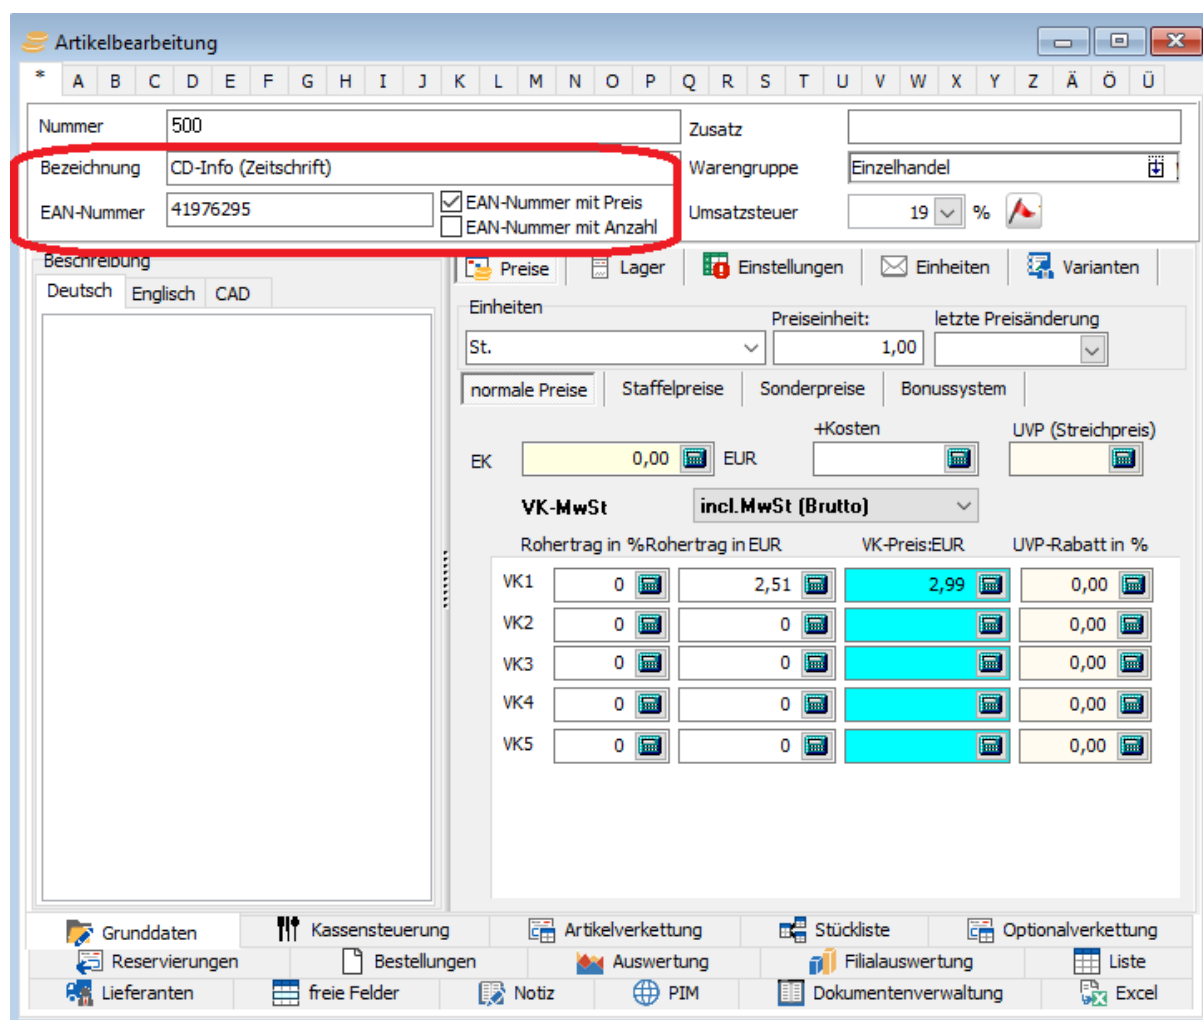 Artikelbearbeitung
* A B C D E F G H I J K L M N O P Q R S T U V W X Y Z Ä Ö Ü
Nummer 500 Zusatz
Bezeichnung CD-Info (Zeitschrift) Warengruppe Einzelhandel
EAN-Nummer 41976295 EAN-Nummer mit Preis Umsatzsteuer 19 %
EAN-Nummer mit Anzahl
Beschreibung
Deutsch Englisch CAD
Preise Lager Einstellungen Einheiten Varianten
Einheiten Preiseinheit: letzte Preisänderung
St. 1,00
normale Preise Staffelpreise Sonderpreise Bonussystem
+Kosten UVP (Streichpreis)
EK 0,00 EUR
VK-MwSt incl.MwSt (Brutto)
Rohertrag in % Rohertrag in EUR VK-Preis:EUR UVP-Rabatt in %
VK1 0 2,51 2,99 0,00
VK2 0 0 0,00
VK3 0 0 0,00
VK4 0 0 0,00
VK5 0 0 0,00
Grunddaten Kassensteuerung Artikelverkettung Stückliste Optionalverkettung
Reservierungen Bestellungen Auswertung Filialauswertung Liste
Lieferanten freie Felder Notiz PIM Dokumentenverwaltung Excel